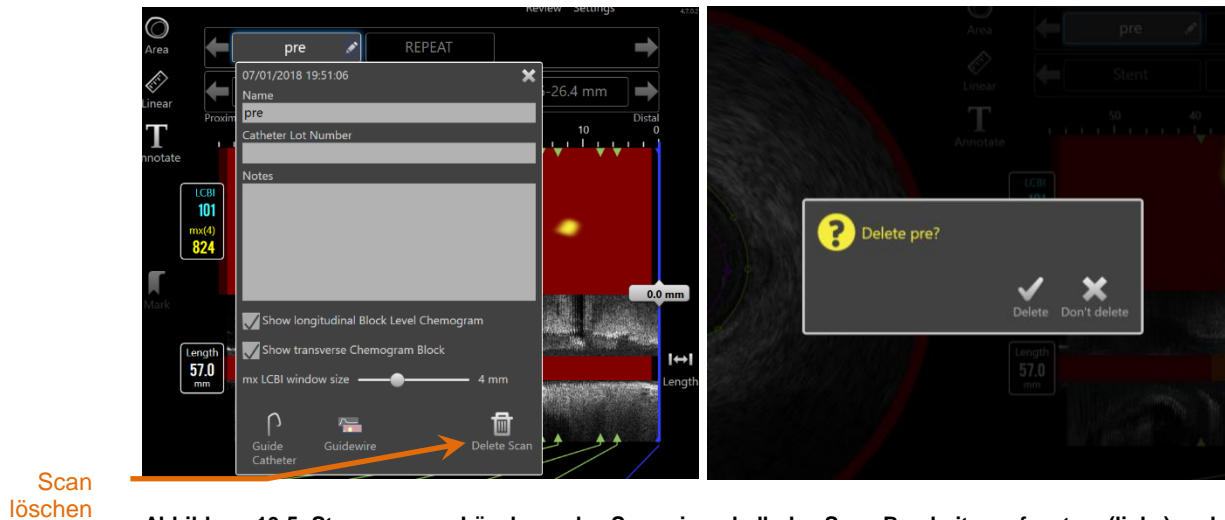 Review Settings
4.7.0.2
Area
pre
REPEAT
07/01/2018 19:51:06
Linear
Name
pre
-26.4 mm
Catheter Lot Number
Distal
10 0
Notes
LCBI
101
mx(4)
824
Mark
0.0 mm
Show longitudinal Block Level Chemogram
Show transverse Chemogram Block
Length
57.0
mm
mx LCBI window size
4 mm
Length
Guide
Catheter
Guidewire
Delete Scan
Area
pre
Linear
Stent
50 40
Annotate
LCBI
Delete pre?
Delete
Don't delete
Length
57.0
mm
Scan
löschen